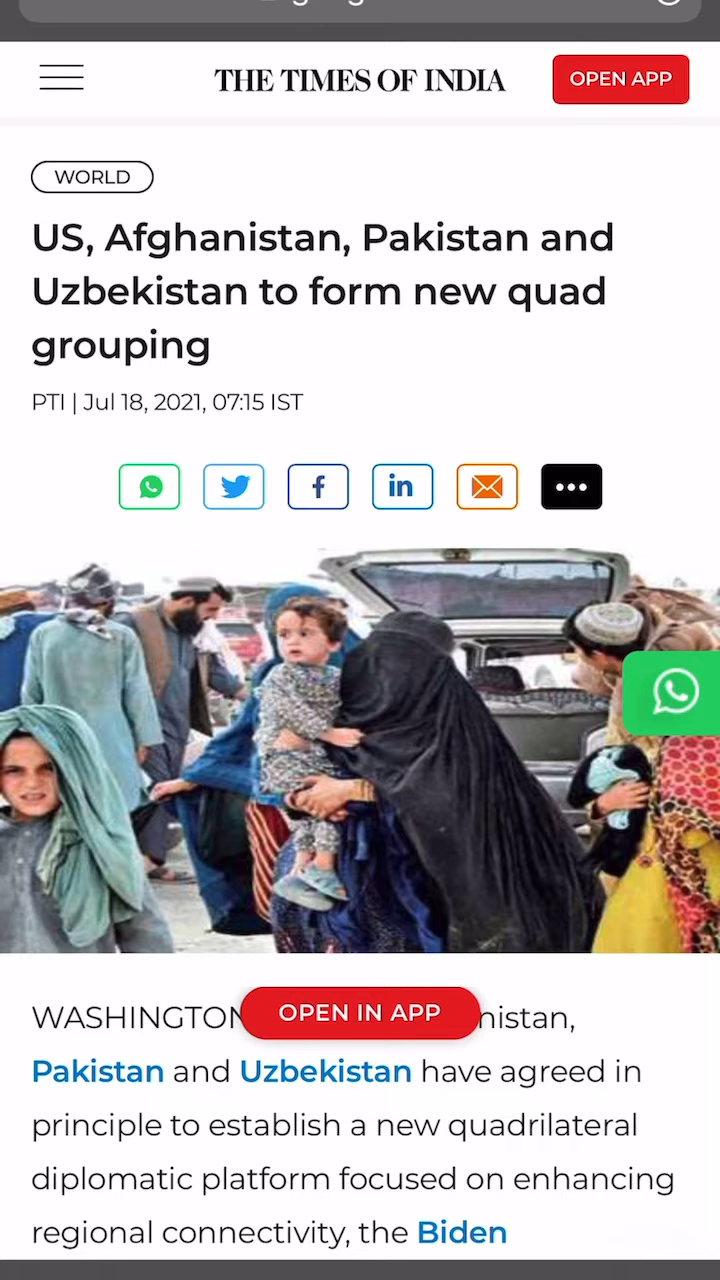 THE TIMES OF INDIA
OPEN APP
WORLD
US, Afghanistan, Pakistan and
Uzbekistan to form new quad
grouping
PTI | Jul 18, 2021, 07:15 IST
WASHINGTON
nistan,
OPEN IN APP
Pakistan and Uzbekistan have agreed in
principle to establish a new quadrilateral
diplomatic platform focused on enhancing
regional connectivity, the Biden